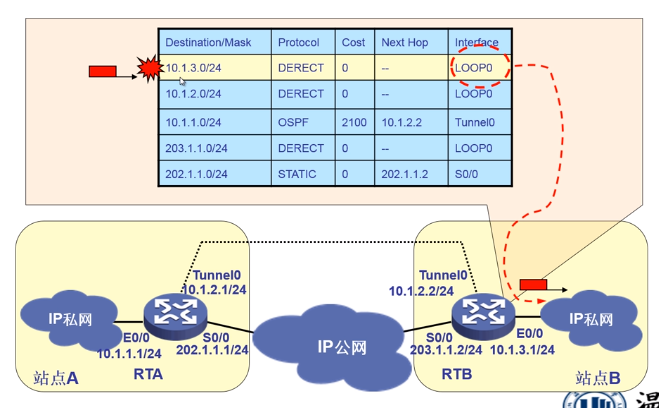 Destination/Mask Protocol Cost Next Hop Interface
10.1.3.0/24 DERECT 0 -- LOOP0
10.1.2.0/24 DERECT 0 -- LOOP0
10.1.1.0/24 OSPF 2100 10.1.2.2 Tunnel0
203.1.1.0/24 DERECT 0 -- LOOP0
202.1.1.0/24 STATIC 0 202.1.1.2 S0/0
Tunnel0
10.1.2.1/24
Tunnel0
10.1.2.2/24
IP私网
E0/0
10.1.1.1/24
S0/0
202.1.1.1/24
IP公网
S0/0
203.1.1.2/24
E0/0
10.1.3.1/24
IP私网
站点A
RTA
RTB
站点B